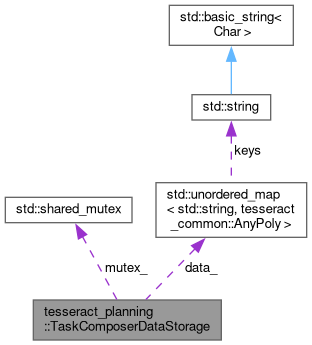 std::basic_string<
Char >
std::string
keys
std::shared_mutex
std::unordered_map
< std::string, tesseract
_common::AnyPoly >
mutex_
data_
tesseract_planning
::TaskComposerDataStorage